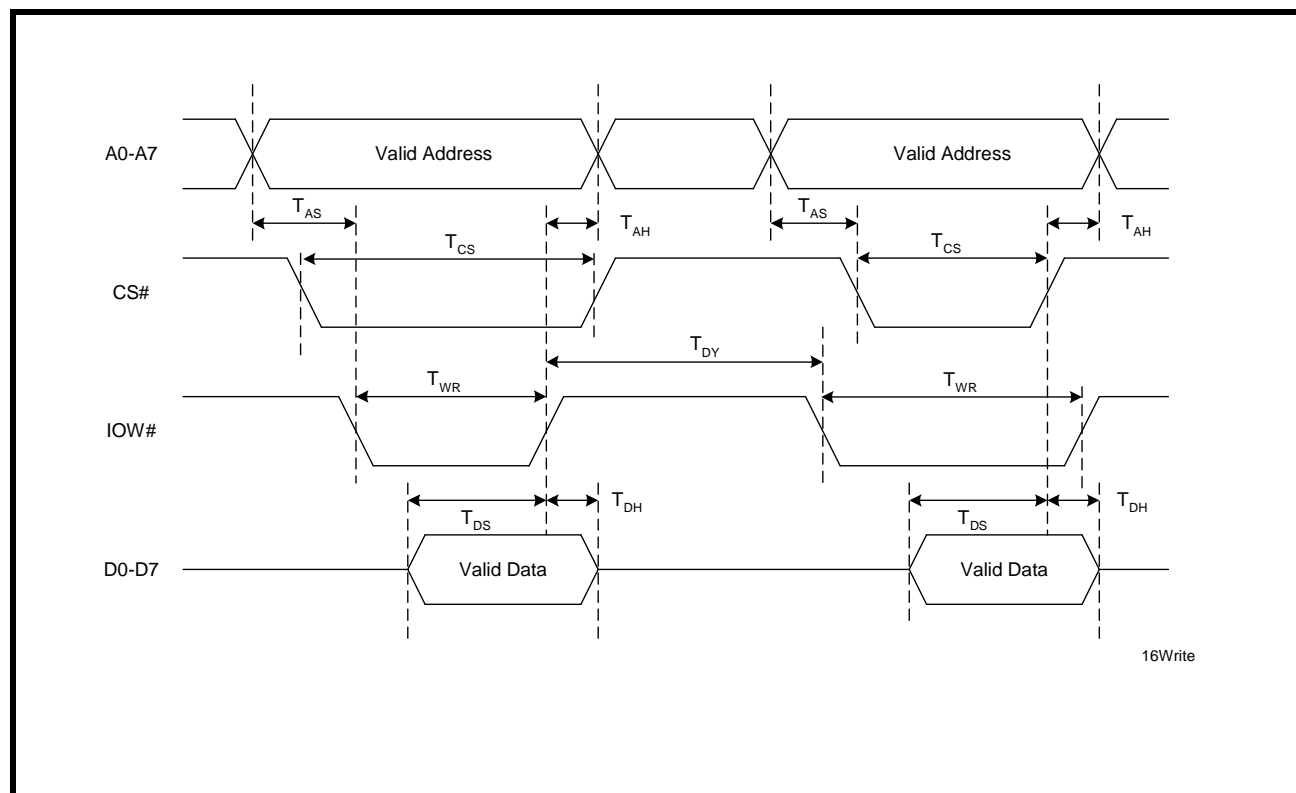 A0-A7
Valid Address
Valid Address
TAS
TAH
TAS
TAH
TCS
TCS
CS#
TDY
TWR
TWR
IOW#
TDS
TDH
TDS
TDH
D0-D7
Valid Data
Valid Data
16Write